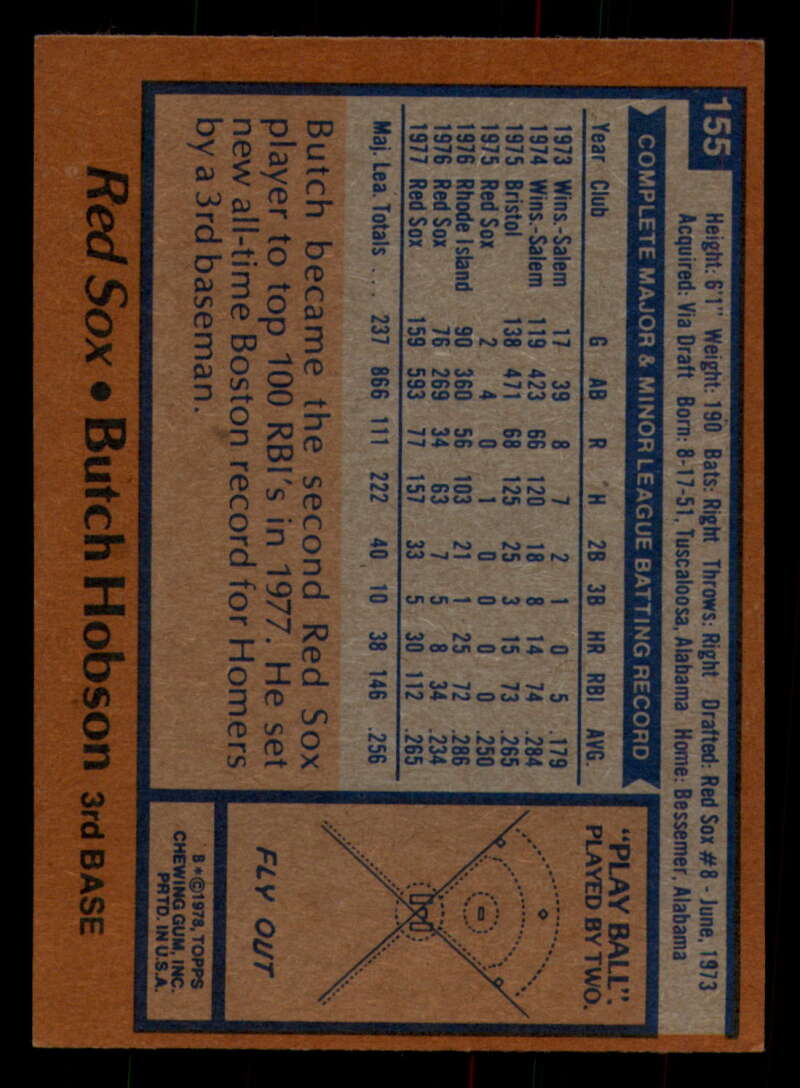 155
Height: 6'1" Weight: 190 Bats: Right Throws: Right Drafted: Red Sox #8 - June, 1973
Acquired: Via Draft Born: 8-17-51, Tuscaloosa, Alabama Home: Bessemer, Alabama
COMPLETE MAJOR & MINOR LEAGUE BATTING RECORD
Year Club G AB R H 2B 3B HR RBI AVG.
1973 Wins.-Salem 17 39 8 7 2 1 0 5 .179
1974 Wins.-Salem 119 423 66 120 18 8 14 74 .284
1975 Bristol 138 471 68 125 25 3 15 73 .265
1975 Red Sox 2 4 0 1 0 0 0 0 .250
1976 Rhode Island 90 360 56 103 21 1 25 72 .286
1976 Red Sox 76 269 34 63 7 5 8 34 .234
1977 Red Sox 159 593 77 157 33 5 30 112 .265
Maj. Lea. Totals . . . 237 866 111 222 40 10 38 146 .256
Butch became the second Red Sox
player to top 100 RBI's in 1977. He set
new all-time Boston record for Homers
by a 3rd baseman.
"PLAY BALL".
PLAYED BY TWO.
FLY OUT
B*©1978, TOPPS
CHEWING GUM, INC.
PRTD. IN U.S.A.
Red Sox • Butch Hobson 3rd BASE